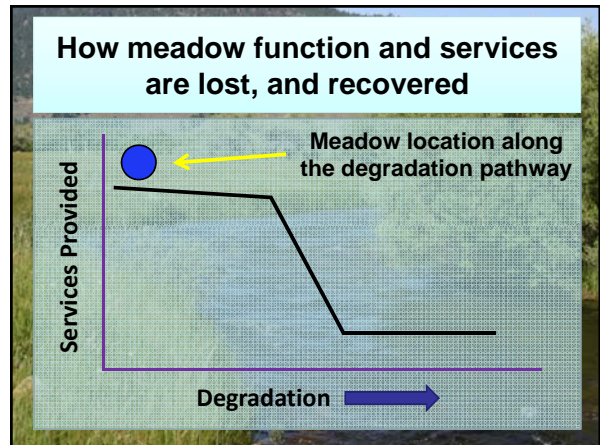 How meadow function and services
are lost, and recovered
Meadow location along
the degradation pathway
Services Provided
Degradation